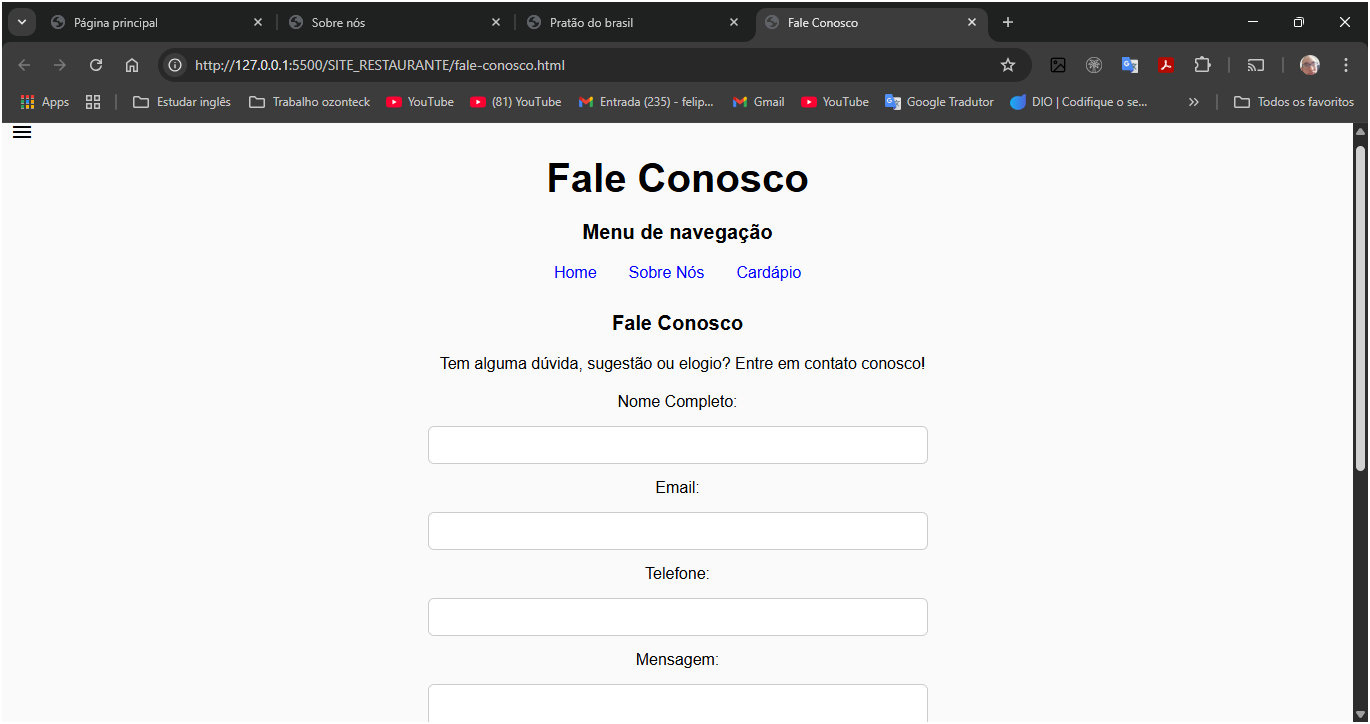 Página principal Sobre nós Pratão do brasil Fale Conosco
http://127.0.0.1:5500/SITE_RESTAURANTE/fale-conosco.html
Apps Estudar inglês Trabalho ozonteck YouTube (81) YouTube Entrada (235) - felip... Gmail YouTube Google Tradutor DIO | Codifique o se... Todos os favoritos
Fale Conosco
Menu de navegação
Home Sobre Nós Cardápio
Fale Conosco
Tem alguma dúvida, sugestão ou elogio? Entre em contato conosco!
Nome Completo:
Email:
Telefone:
Mensagem: